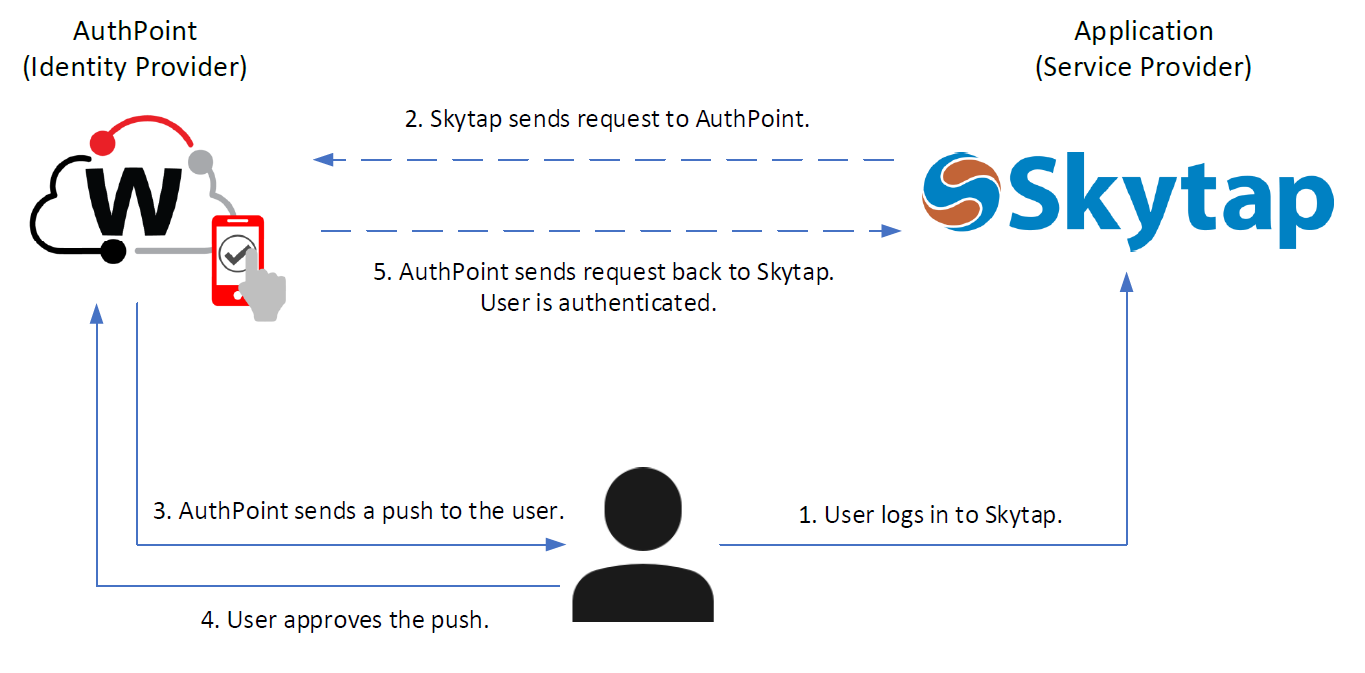 AuthPoint
(Identity Provider)
Application
(Service Provider)
2. Skytap sends request to AuthPoint.
W
Skytap
5. AuthPoint sends request back to Skytap.
User is authenticated.
3. AuthPoint sends a push to the user.
1. User logs in to Skytap.
4. User approves the push.